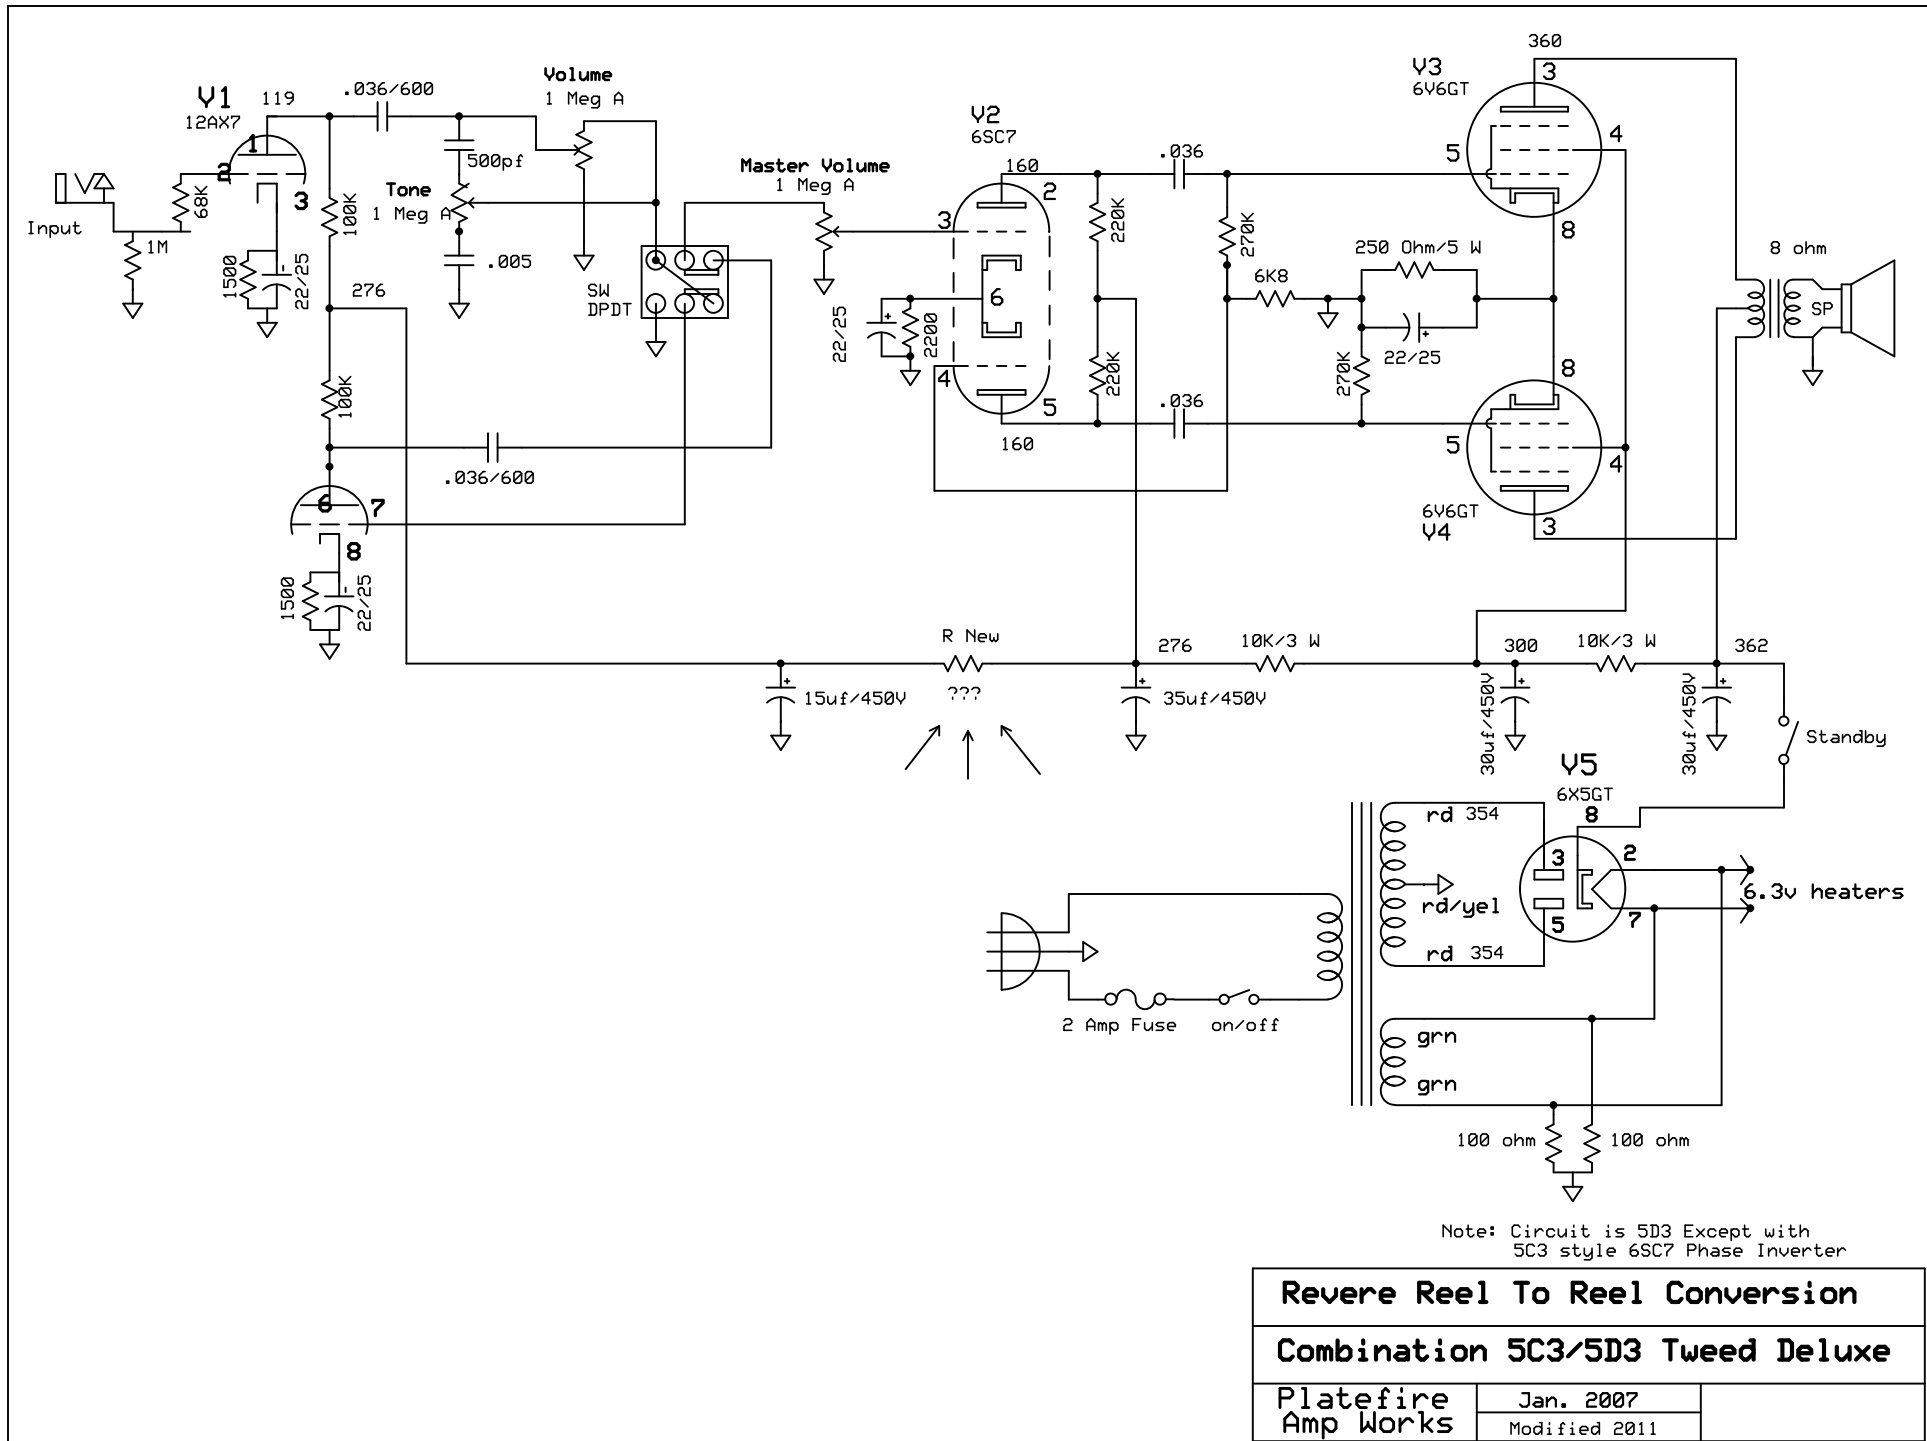 V1
12AX7
119
.036/600
Volume
1 Meg A
1
2
3
68K
Input
1M
100K
500pf
Tone
1 Meg A
.005
1500
22/25
276
SW
DPDT
100K
.036/600
6
7
8
1500
22/25
Master Volume
1 Meg A
V2
6SC7
160
2
3
6
4
5
160
22/25
2200
220K
220K
.036
.036
270K
6K8
250 Ohm/5 W
22/25
270K
V3
6V6GT
360
3
4
5
8
8
5
4
6V6GT
V4
3
8 ohm
SP
R New
???
15uf/450V
276
35uf/450V
10K/3 W
300
30uf/450V
10K/3 W
362
30uf/450V
Standby
V5
6X5GT
8
3
2
5
7
6.3v heaters
rd 354
rd/yel
rd 354
grn
grn
2 Amp Fuse
on/off
100 ohm
100 ohm
Note: Circuit is 5D3 Except with
5C3 style 6SC7 Phase Inverter
Revere Reel To Reel Conversion
Combination 5C3/5D3 Tweed Deluxe
Platefire
Amp Works
Jan. 2007
Modified 2011